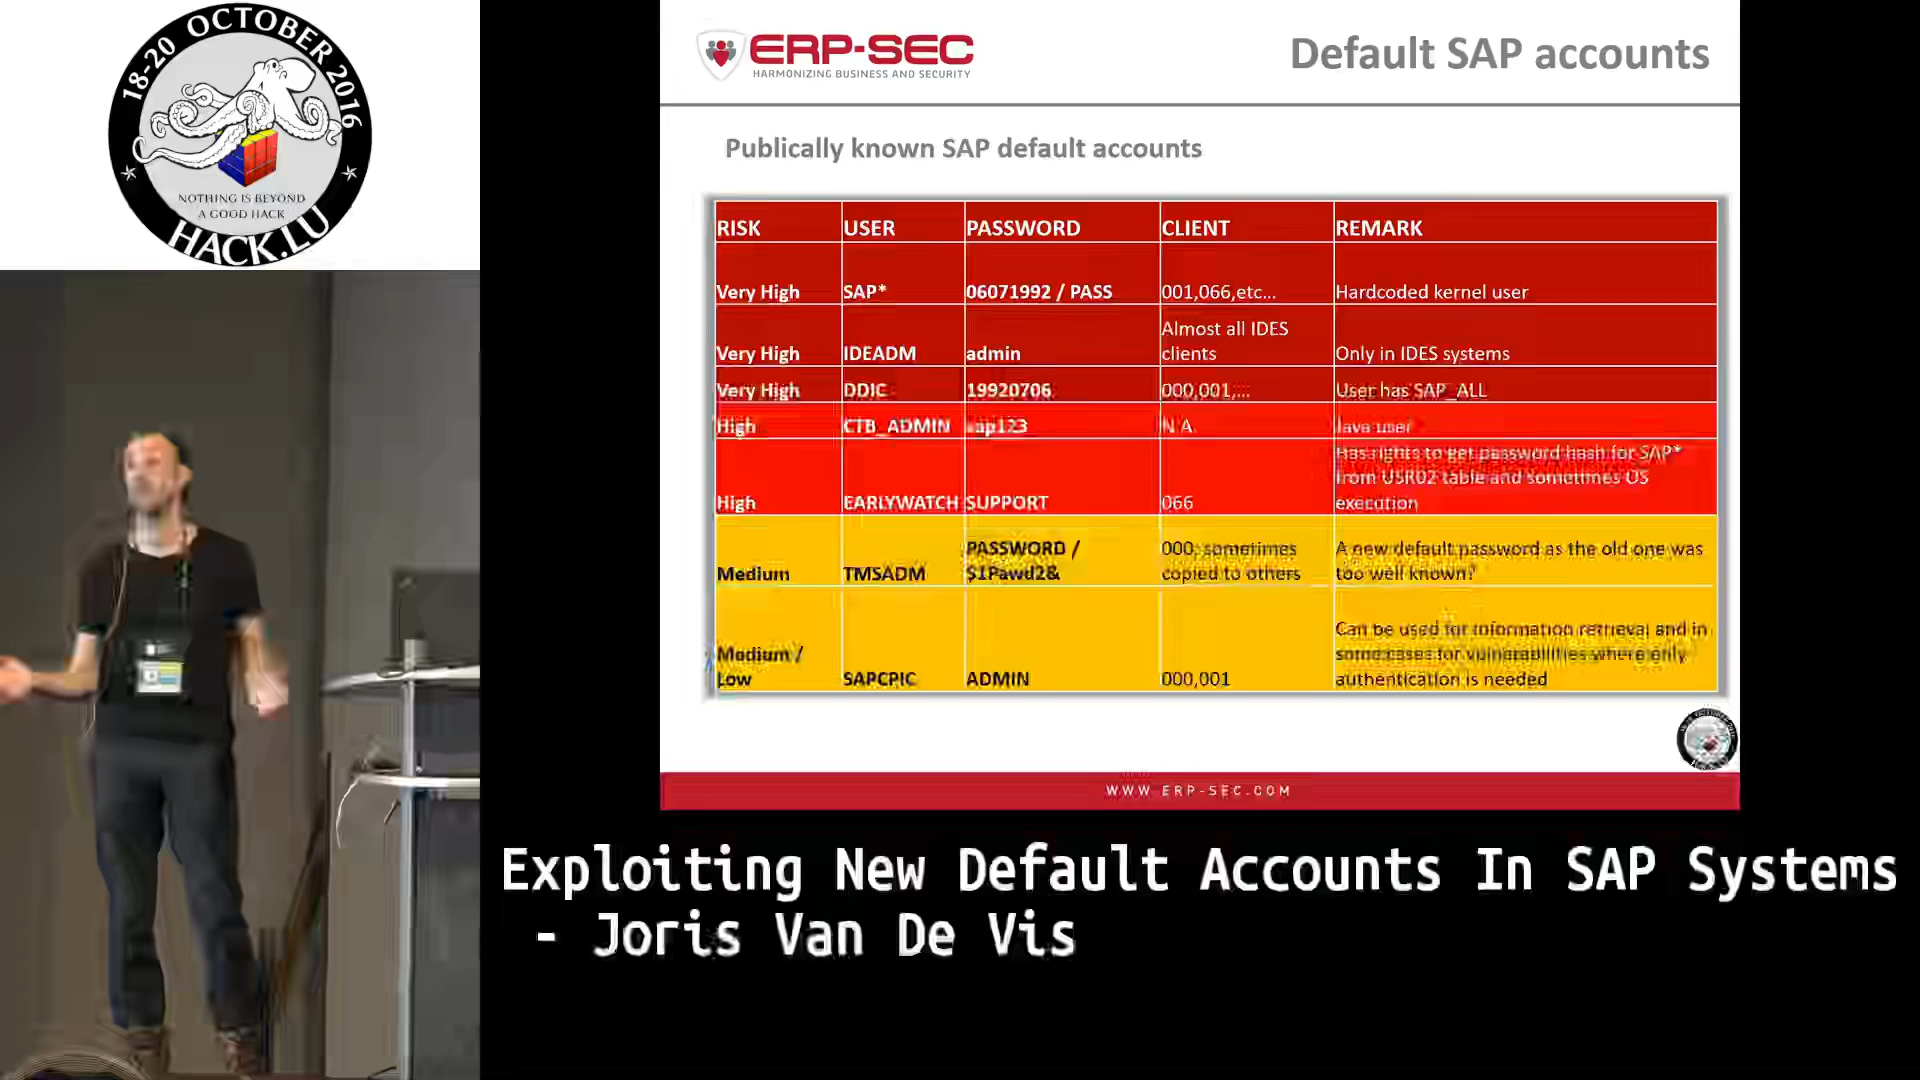 18-20 OCTOBER 2016
NOTHING IS BEYOND
A GOOD HACK
HACK.LU
ERP-SEC
HARMONIZING BUSINESS AND SECURITY
Default SAP accounts
Publically known SAP default accounts
RISK USER PASSWORD CLIENT REMARK
Very High SAP* 06071992 / PASS 001,066,etc... Hardcoded kernel user
Almost all IDES
Very High IDEADM admin clients Only in IDES systems
Very High DDIC 19920706 000,001,... User has SAP_ALL
High CTB_ADMIN sap123 N.A. Java user
Has rights to get password hash for SAP*
from USR02 table and sometimes OS
High EARLYWATCH SUPPORT 066 execution
PASSWORD / 000, sometimes A new default password as the old one was
Medium TMSADM $1Pawd2& copied to others too well known?
Can be used for information retrieval and in
Medium / some cases for vulnerabilities where only
Low SAPCPIC ADMIN 000,001 authentication is needed
WWW.ERP-SEC.COM
Exploiting New Default Accounts In SAP Systems
- Joris Van De Vis